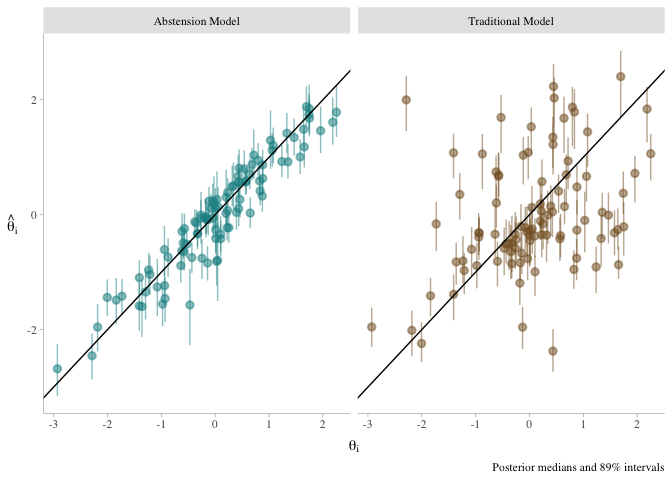 Abstension Model Traditional Model
2
0
-2
θ̂i
-3 -2 -1 0 1 2 -3 -2 -1 0 1 2
θi
Posterior medians and 89% intervals